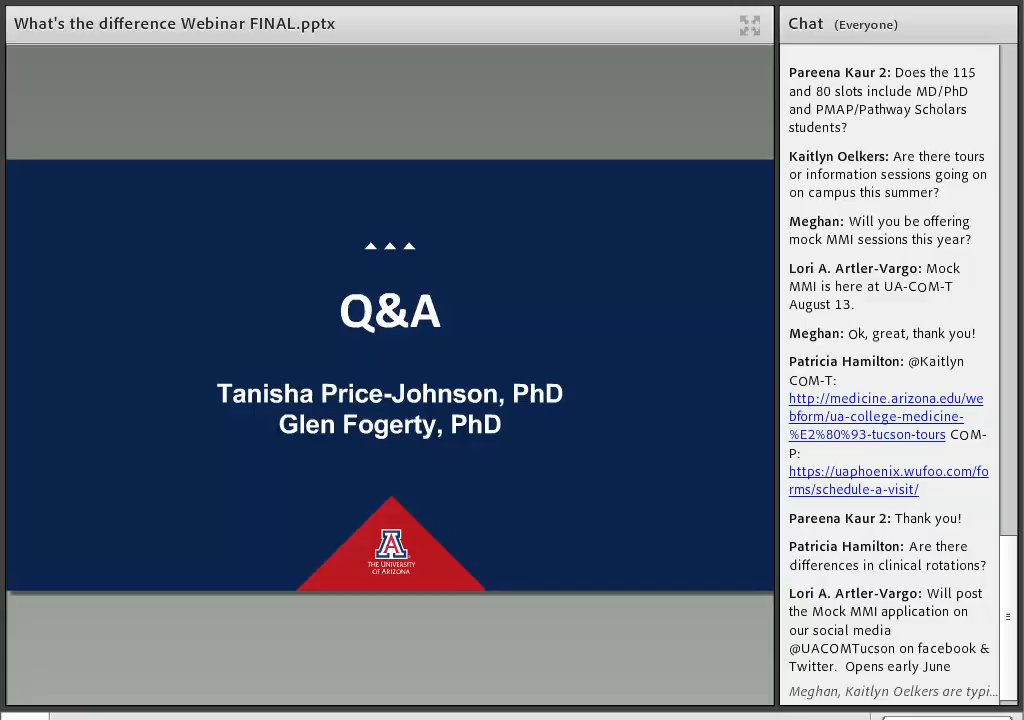 What's the difference Webinar FINAL.pptx
Q&A
Tanisha Price-Johnson, PhD
Glen Fogerty, PhD
A
THE UNIVERSITY
OF ARIZONA
Chat (Everyone)
Pareena Kaur 2: Does the 115
and 80 slots include MD/PhD
and PMAP/Pathway Scholars
students?
Kaitlyn Oelkers: Are there tours
or information sessions going on
on campus this summer?
Meghan: Will you be offering
mock MMI sessions this year?
Lori A. Artler-Vargo: Mock
MMI is here at UA-COM-T
August 13.
Meghan: Ok, great, thank you!
Patricia Hamilton: @Kaitlyn
COM-T:
http://medicine.arizona.edu/we
bform/ua-college-medicine-
%E2%80%93-tucson-tours COM-
P:
https://uaphoenix.wufoo.com/fo
rms/schedule-a-visit/
Pareena Kaur 2: Thank you!
Patricia Hamilton: Are there
differences in clinical rotations?
Lori A. Artler-Vargo: Will post
the Mock MMI application on
our social media
@UACOMTucson on facebook &
Twitter. Opens early June
Meghan, Kaitlyn Oelkers are typi...